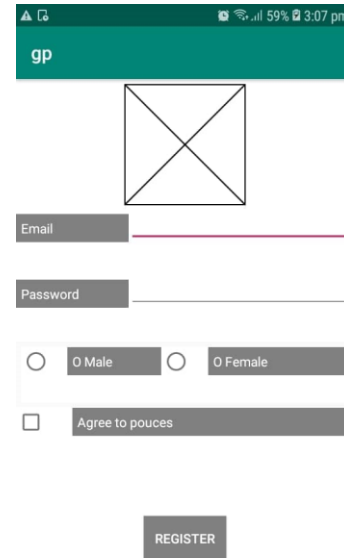 59% 3:07 pm
gp
Email
Password
O Male O Female
Agree to pouces
REGISTER